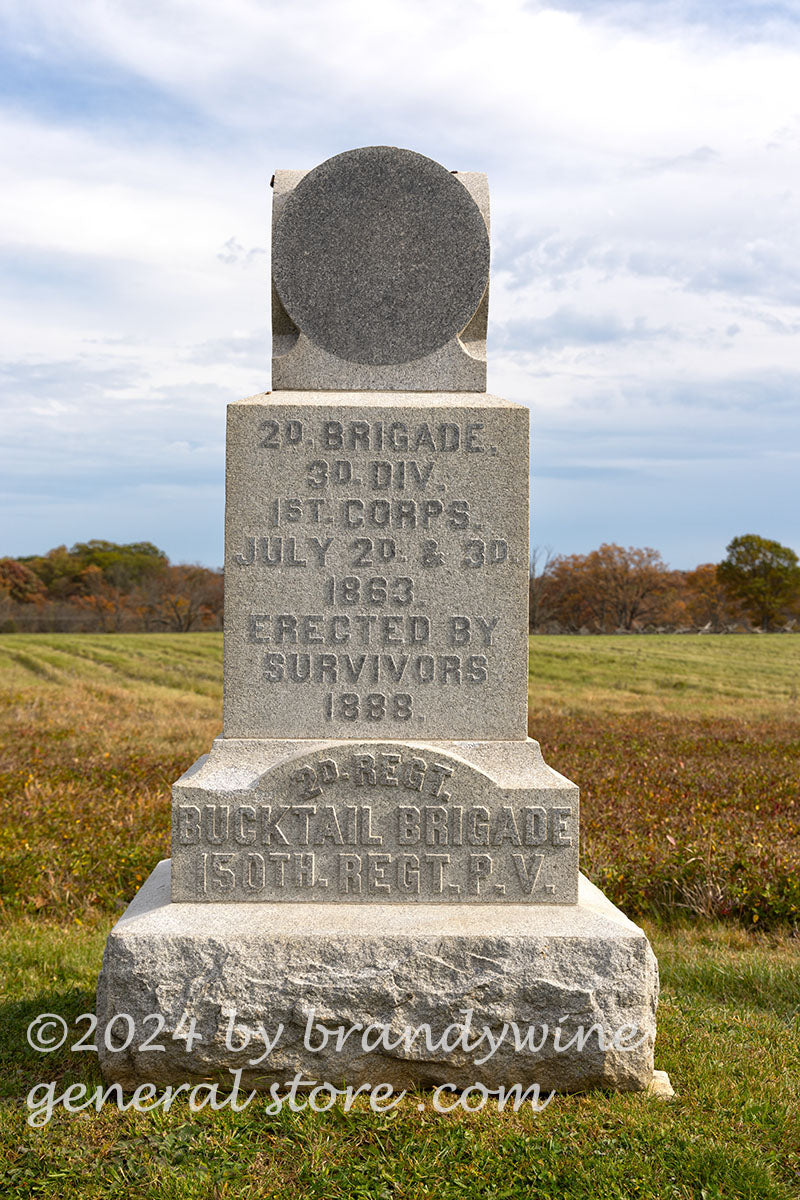 2D. BRIGADE.
3D. DIV.
1ST. CORPS.
JULY 2D. & 3D.
1863.
ERECTED BY
SURVIVORS
1888.
2D. REGT.
BUCKTAIL BRIGADE
150TH. REGT. P. V.
©2024 by brandywine
general store .com